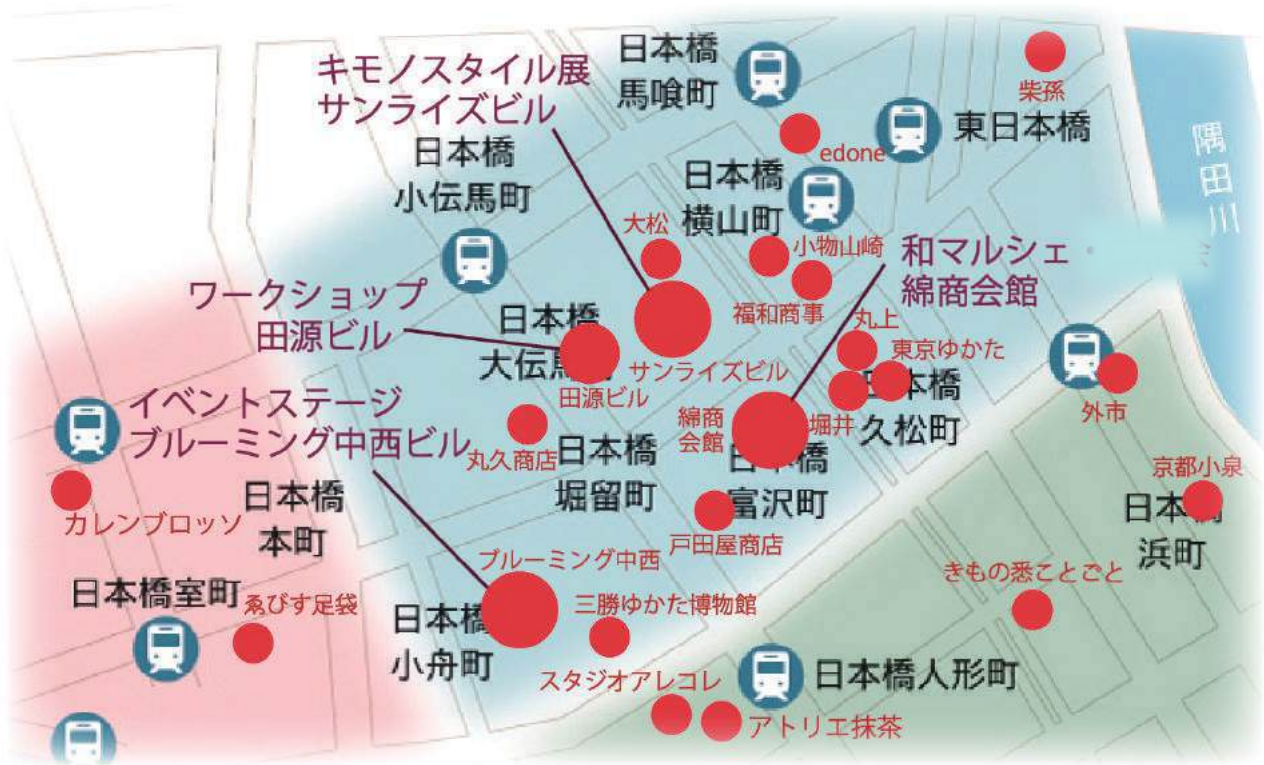 日本橋
馬喰町
柴孫
キモノスタイル展
サンライズビル
edone
東日本橋
隅田川
日本橋
小伝馬町
日本橋
横山町
大松
小物山崎
和マルシェ
綿商会館
ワークショップ
田源ビル
福和商事
日本橋
大伝馬
丸上
東京ゆかた
サンライズビル
田源ビル
外市
イベントステージ
ブルーミング中西ビル
綿商
会館
堀井
日本橋
久松町
丸久商店
日本橋
堀留町
日本橋
富沢町
京都小泉
日本橋
浜町
カレンブロッソ
日本橋
本町
戸田屋商店
ブルーミング中西
きもの悉ことごと
日本橋室町
ゑびす足袋
三勝ゆかた博物館
日本橋
小舟町
スタジオアレコレ
日本橋人形町
アトリエ抹茶